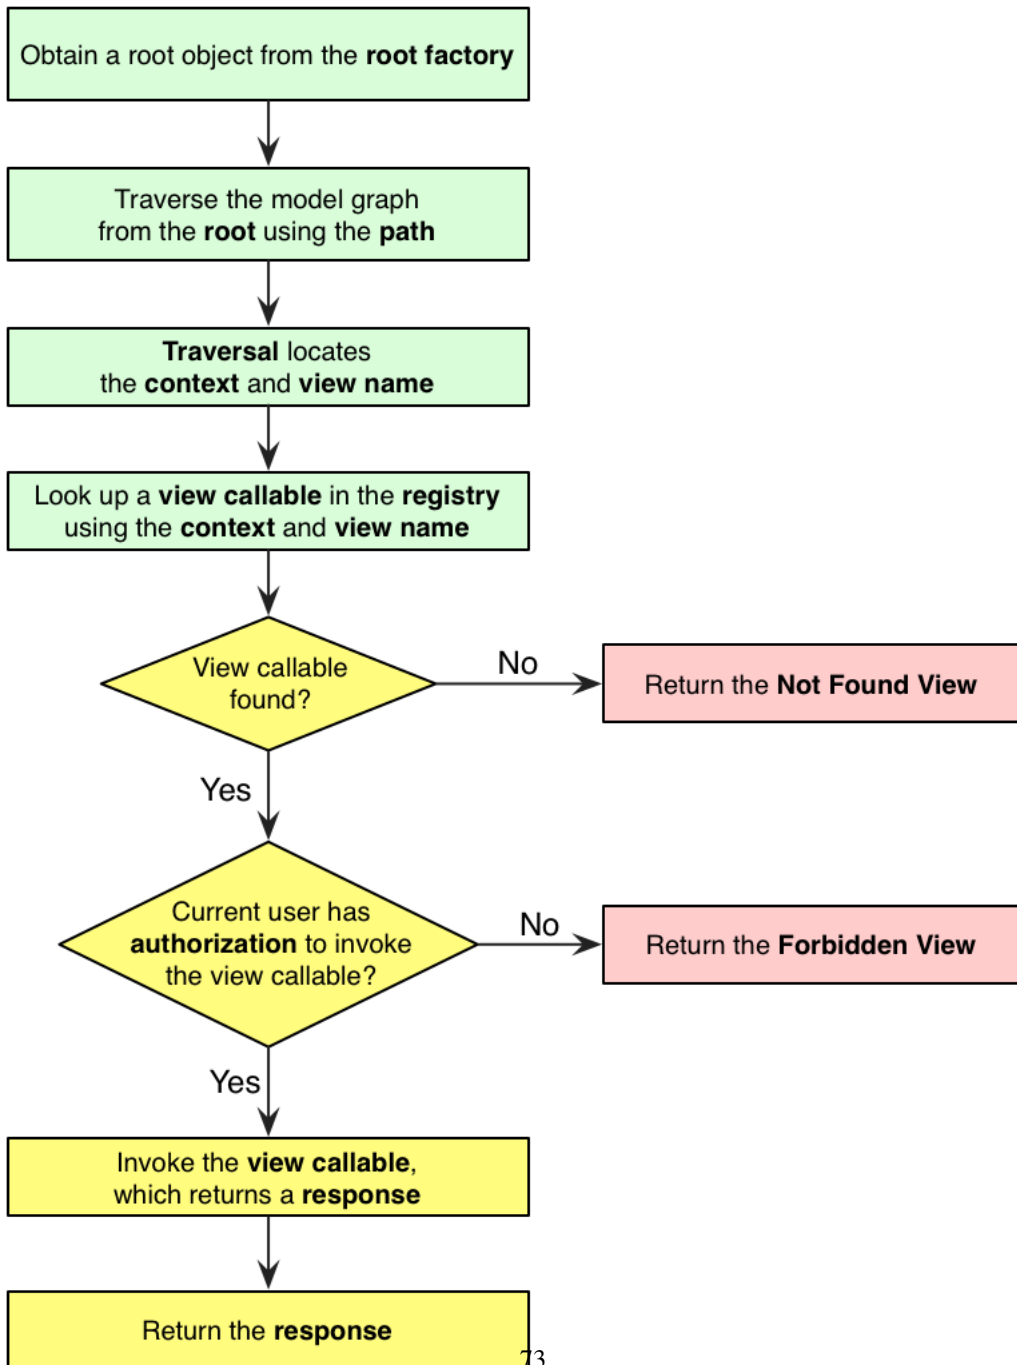 Obtain a root object from the root factory
Traverse the model graph
from the root using the path
Traversal locates
the context and view name
Look up a view callable in the registry
using the context and view name
View callable
found?
No
Return the Not Found View
Yes
Current user has
authorization to invoke
the view callable?
No
Return the Forbidden View
Yes
Invoke the view callable,
which returns a response
Return the response
73